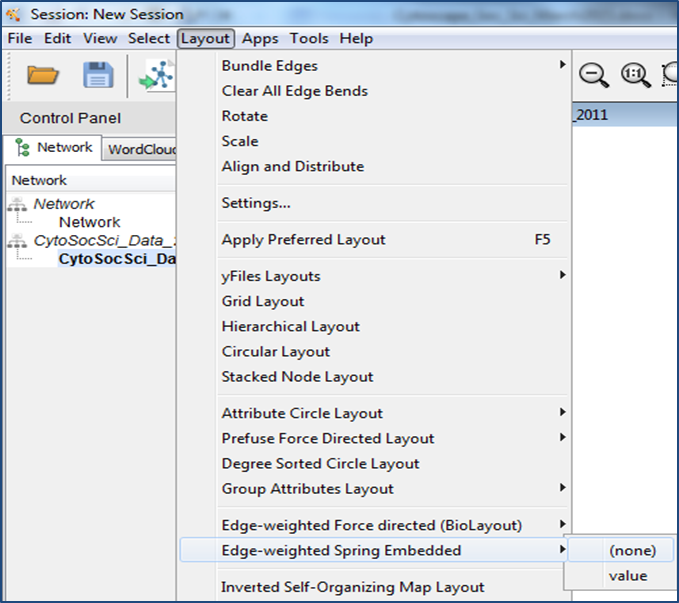 Session: New Session
File Edit View Select Layout Apps Tools Help
Bundle Edges
Clear All Edge Bends
Rotate
Scale
Align and Distribute
Settings...
Apply Preferred Layout F5
yFiles Layouts
Grid Layout
Hierarchical Layout
Circular Layout
Stacked Node Layout
Attribute Circle Layout
Prefuse Force Directed Layout
Degree Sorted Circle Layout
Group Attributes Layout
Edge-weighted Force directed (BioLayout)
Edge-weighted Spring Embedded
Inverted Self-Organizing Map Layout
(none)
value
Control Panel
Network WordClou
Network
Network
Network
CytoSocSci_Data_
CytoSocSci_Da
1:1
_2011